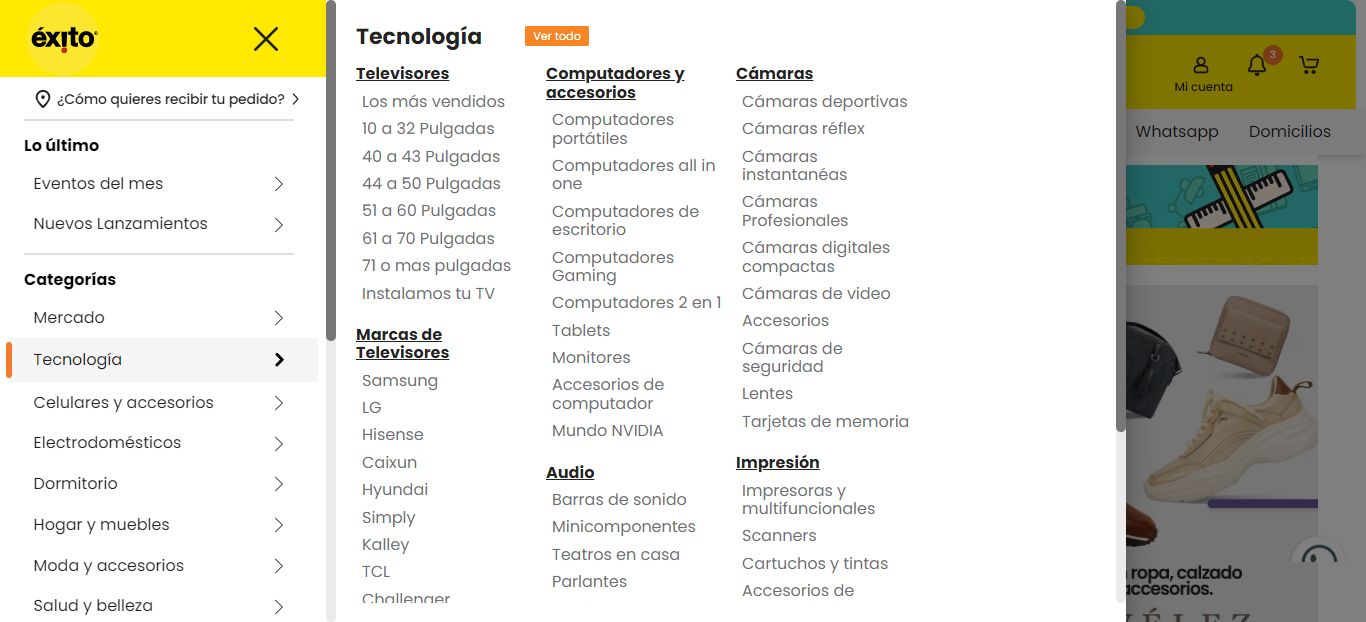 éxito
¿Cómo quieres recibir tu pedido?
Lo último
Eventos del mes
Nuevos Lanzamientos
Categorías
Mercado
Tecnología
Celulares y accesorios
Electrodomésticos
Dormitorio
Hogar y muebles
Moda y accesorios
Salud y belleza
Tecnología
Ver todo
Televisores
Los más vendidos
10 a 32 Pulgadas
40 a 43 Pulgadas
44 a 50 Pulgadas
51 a 60 Pulgadas
61 a 70 Pulgadas
71 o mas pulgadas
Instalamos tu TV
Marcas de
Televisores
Samsung
LG
Hisense
Caixun
Hyundai
Simply
Kalley
TCL
Challenger
Computadores y
accesorios
Computadores
portátiles
Computadores all in
one
Computadores de
escritorio
Computadores
Gaming
Computadores 2 en 1
Tablets
Monitores
Accesorios de
computador
Mundo NVIDIA
Audio
Barras de sonido
Minicomponentes
Teatros en casa
Parlantes
Cámaras
Cámaras deportivas
Cámaras réflex
Cámaras
instantanéas
Cámaras
Profesionales
Cámaras digitales
compactas
Cámaras de video
Accesorios
Cámaras de
seguridad
Lentes
Tarjetas de memoria
Impresión
Impresoras y
multifuncionales
Scanners
Cartuchos y tintas
Accesorios de
3
Mi cuenta
Whatsapp
Domicilios
ropa, calzado
accesorios.
VÉLEZ